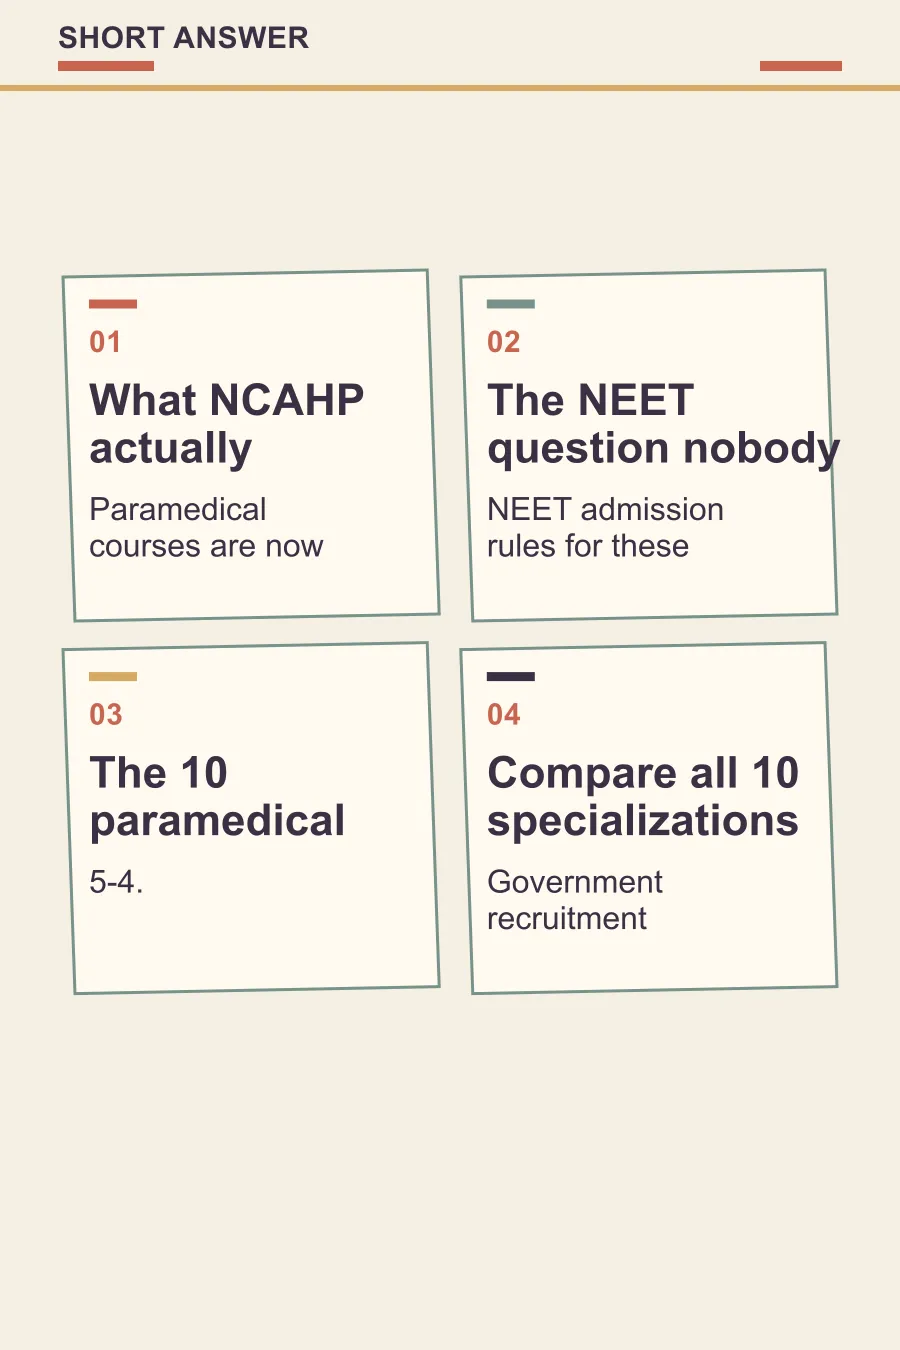 SHORT ANSWER
01
What NCAHP
actually
Paramedical
courses are now
02
The NEET
question nobody
NEET admission
rules for these
03
The 10
paramedical
5-4.
04
Compare all 10
specializations
Government
recruitment